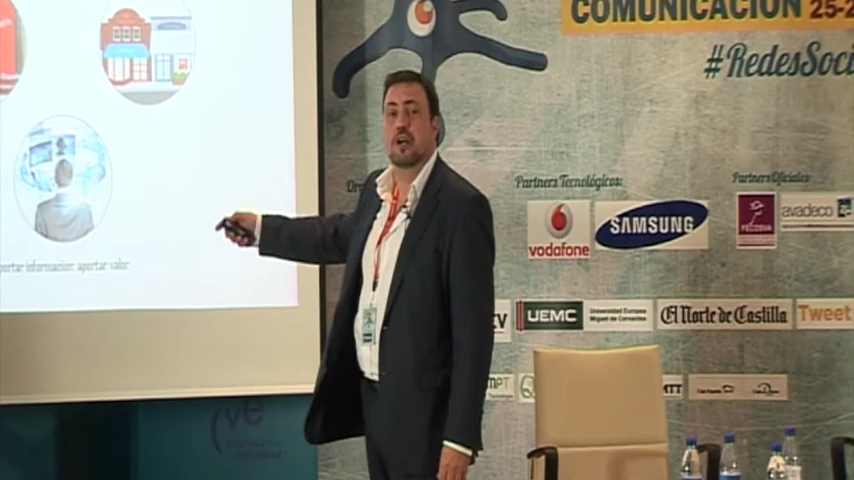 COMUNICACIÓN 25-2
#RedesSoci
Partners Tecnológicos:
Partners Oficiales:
vodafone
SAMSUNG
FECOSVA
avadeco
UEMC
Universidad Europea
Miguel de Cervantes
El Norte de Castilla
Tweet
portar información: aportar valor